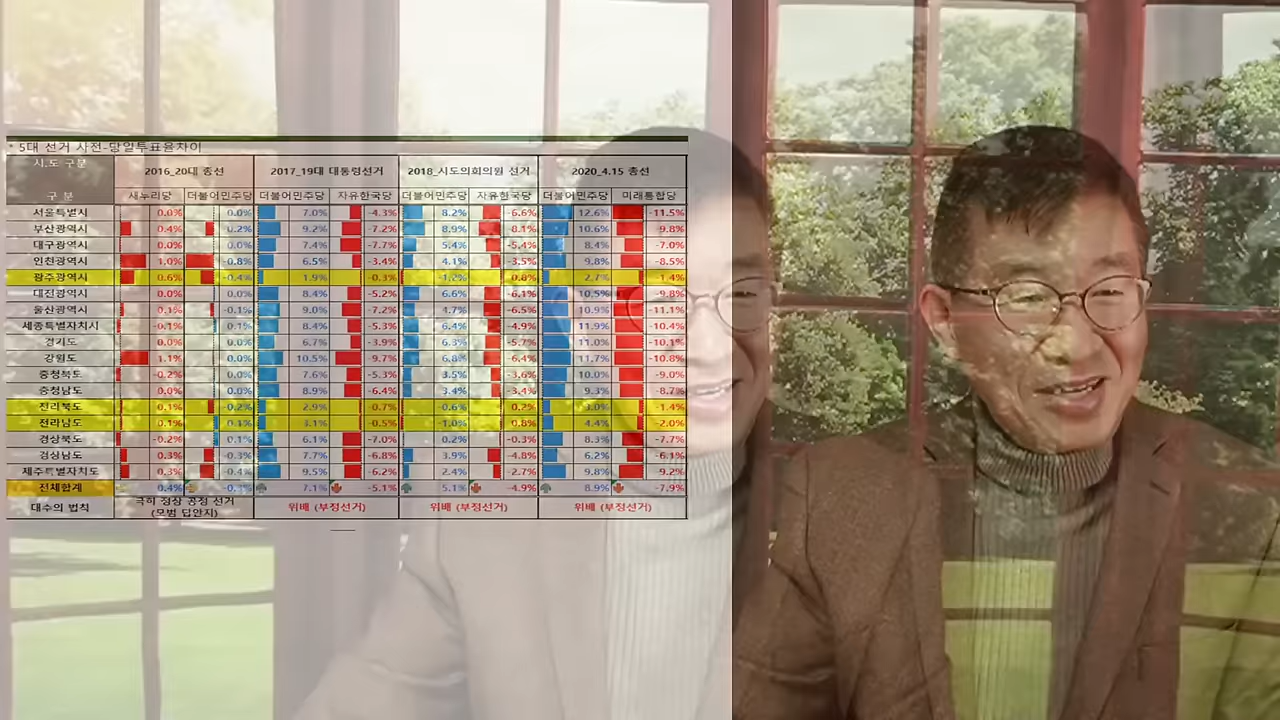 * 5대 선거 사전-당일투표율차이
시.도 구분 2016_20대 총선 2017_19대 대통령선거 2018_시도의회의원 선거 2020_4.15 총선
구 분 새누리당 더불어민주당 더불어민주당 자유한국당 더불어민주당 자유한국당 더불어민주당 미래통합당
서울특별시 0.0% 0.0% 7.0% -4.3% 8.2% -6.6% 12.6% -11.5%
부산광역시 0.4% 0.2% 9.2% -7.2% 8.9% -8.1% 10.6% -9.8%
대구광역시 0.0% 0.0% 7.4% -7.7% 5.4% -5.4% 8.4% -7.0%
인천광역시 1.0% -0.8% 6.5% -3.4% 4.1% -3.5% 9.8% -8.5%
광주광역시 0.6% -0.4% 1.9% -0.3% -1.2% 0.8% 2.7% -1.4%
대전광역시 0.0% 0.0% 8.4% -5.2% 6.6% -6.1% 10.5% -9.8%
울산광역시 0.1% -0.1% 9.0% -7.2% 4.7% -6.5% 10.9% -11.1%
세종특별자치시 -0.1% 0.1% 8.4% -5.3% 6.4% -4.9% 11.9% -10.4%
경기도 0.0% 0.0% 6.7% -3.9% 6.3% -5.7% 11.0% -10.1%
강원도 1.1% 0.0% 10.5% -9.7% 6.8% -6.4% 11.7% -10.8%
충청북도 -0.2% 0.0% 7.6% -5.3% 3.5% -3.6% 10.0% -9.0%
충청남도 0.0% 0.0% 8.9% -6.4% 3.4% -3.4% 9.3% -8.7%
전라북도 0.1% -0.2% 2.9% -0.7% -0.6% 0.2% 3.0% -1.4%
전라남도 0.1% 0.1% 3.1% -0.5% -1.0% 0.8% 4.4% -2.0%
경상북도 -0.2% 0.1% 6.1% -7.0% 0.2% -0.3% 8.3% -7.7%
경상남도 0.3% -0.3% 7.7% -6.8% 3.9% -4.8% 6.2% -6.1%
제주특별자치도 0.3% -0.4% 9.5% -6.2% 2.4% -2.7% 9.8% -9.2%
전체합계 0.4% -0.3% 7.1% -5.1% 5.1% -4.9% 8.9% -7.9%
대수의 법칙 극히 정상 공정 선거 위배 (부정선거) 위배 (부정선거) 위배 (부정선거)
(모범 답안지)